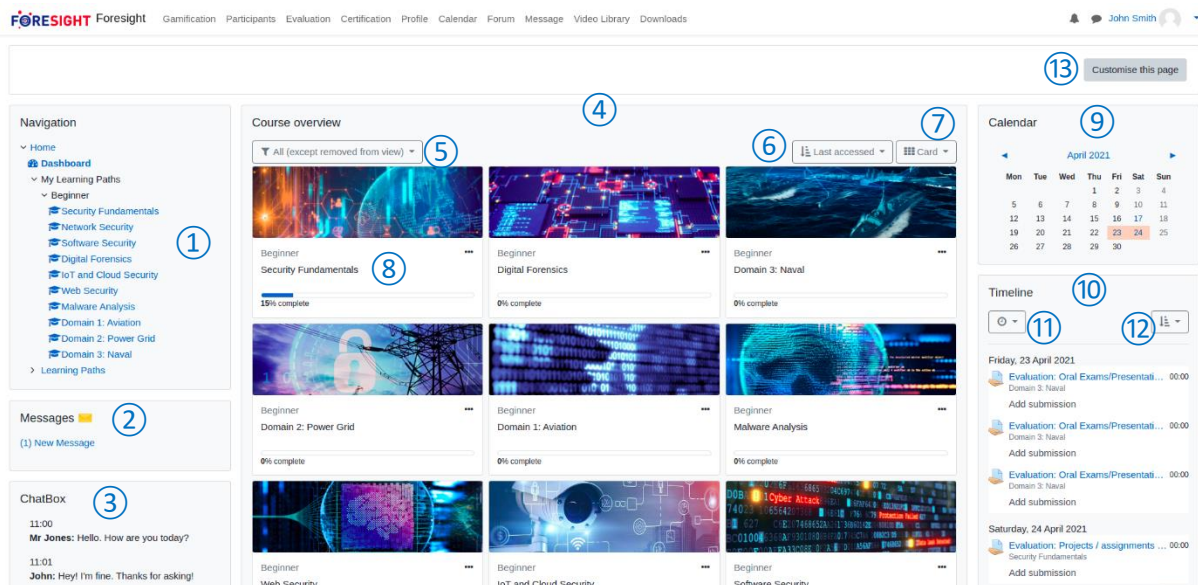 FORESIGHT Foresight Gamification Participants Evaluation Certification Profile Calendar Forum Message Video Library Downloads John Smith
13 Customise this page
Navigation
Home
Dashboard
My Learning Paths
Beginner
Security Fundamentals
Network Security
Software Security
1
Digital Forensics
IoT and Cloud Security
Web Security
Malware Analysis
Domain 1: Aviation
Domain 2: Power Grid
Domain 3: Naval
Learning Paths
Messages 2
(1) New Message
ChatBox 3
11:00
Mr Jones: Hello. How are you today?
11:01
John: Hey! I'm fine. Thanks for asking!
4
Course overview
All (except removed from view) 5
6 Last accessed
7 Card
Beginner
Security Fundamentals 8
15% complete
Beginner
Digital Forensics
0% complete
Beginner
Domain 3: Naval
0% complete
Beginner
Domain 2: Power Grid
0% complete
Beginner
Domain 1: Aviation
0% complete
Beginner
Malware Analysis
0% complete
Cyber Attack
Protection Failed
Beginner
Web Security
Beginner
IoT and Cloud Security
Beginner
Software Security
Calendar 9
April 2021
Mon Tue Wed Thu Fri Sat Sun
1 2 3 4
5 6 7 8 9 10 11
12 13 14 15 16 17 18
19 20 21 22 23 24 25
26 27 28 29 30
Timeline 10
11 12
Friday, 23 April 2021
Evaluation: Oral Exams/Presentati... 00:00
Domain 3: Naval
Add submission
Evaluation: Oral Exams/Presentati... 00:00
Domain 3: Naval
Add submission
Evaluation: Oral Exams/Presentati... 00:00
Domain 3: Naval
Add submission
Saturday, 24 April 2021
Evaluation: Projects / assignments ... 00:00
Security Fundamentals
Add submission